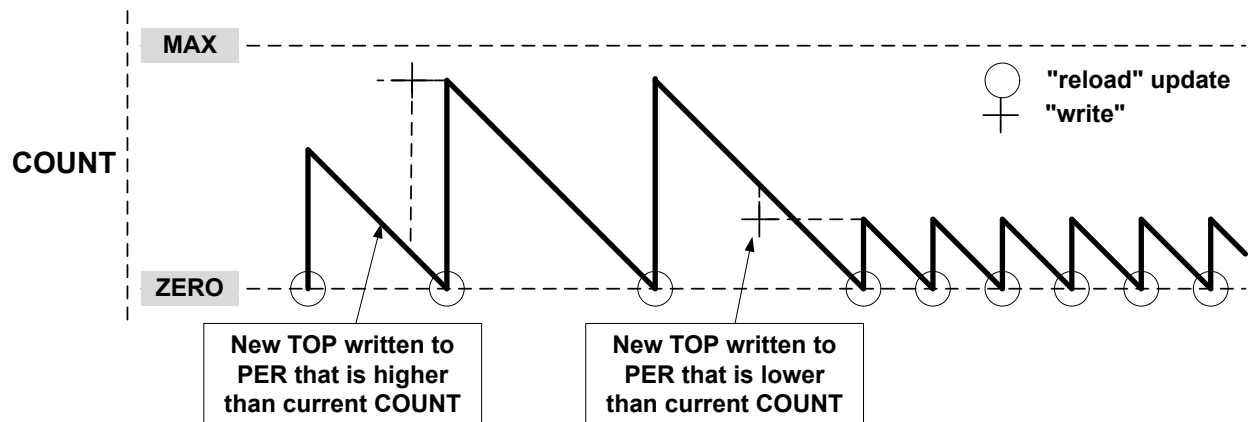 MAX
"reload" update
"write"
COUNT
ZERO
New TOP written to
PER that is higher
than current COUNT
New TOP written to
PER that is lower
than current COUNT